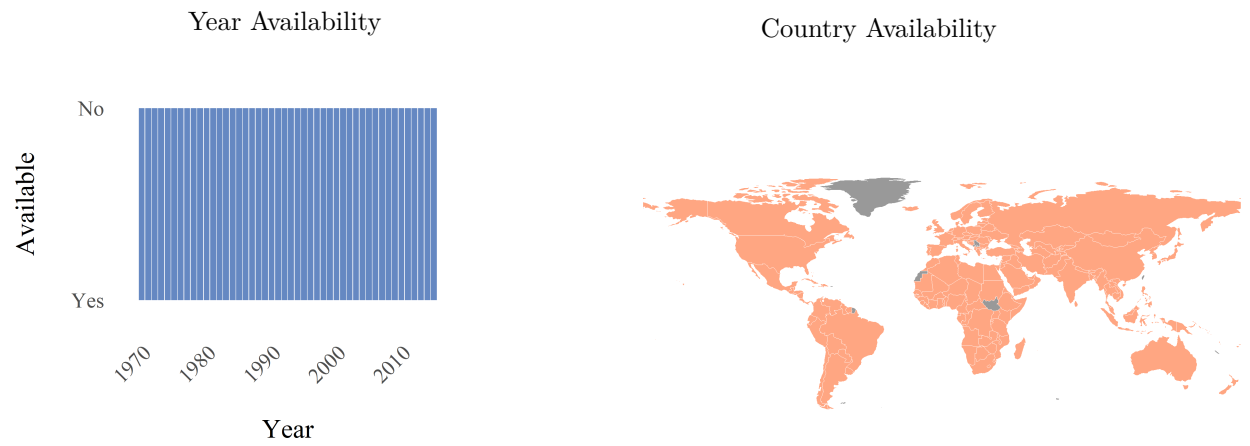 Year Availability
Country Availability
No
Available
Yes
1970
1980
1990
2000
2010
Year